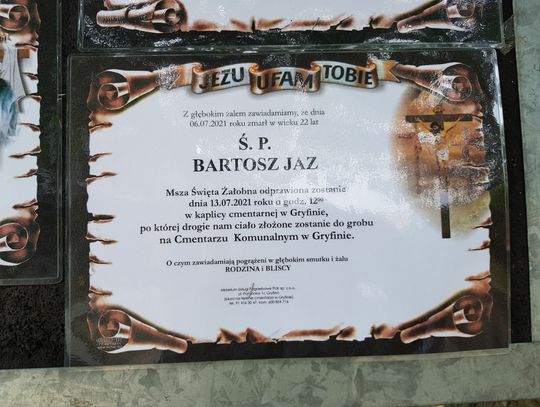 JEZU UFAM TOBIE
Z głębokim żalem zawiadamiamy, że dnia
06.07.2021 roku zmarł w wieku 22 lat
Ś. P.
BARTOSZ JAZ
Msza Święta Żałobna odprawiona zostanie
dnia 13.07.2021 roku o godz. 12⁰⁰
w kaplicy cmentarnej w Gryfinie,
po której drogie nam ciało złożone zostanie do grobu
na Cmentarzu Komunalnym w Gryfinie.
O czym zawiadamiają pogrążeni w głębokim smutku i żalu
RODZINA i BLISCY